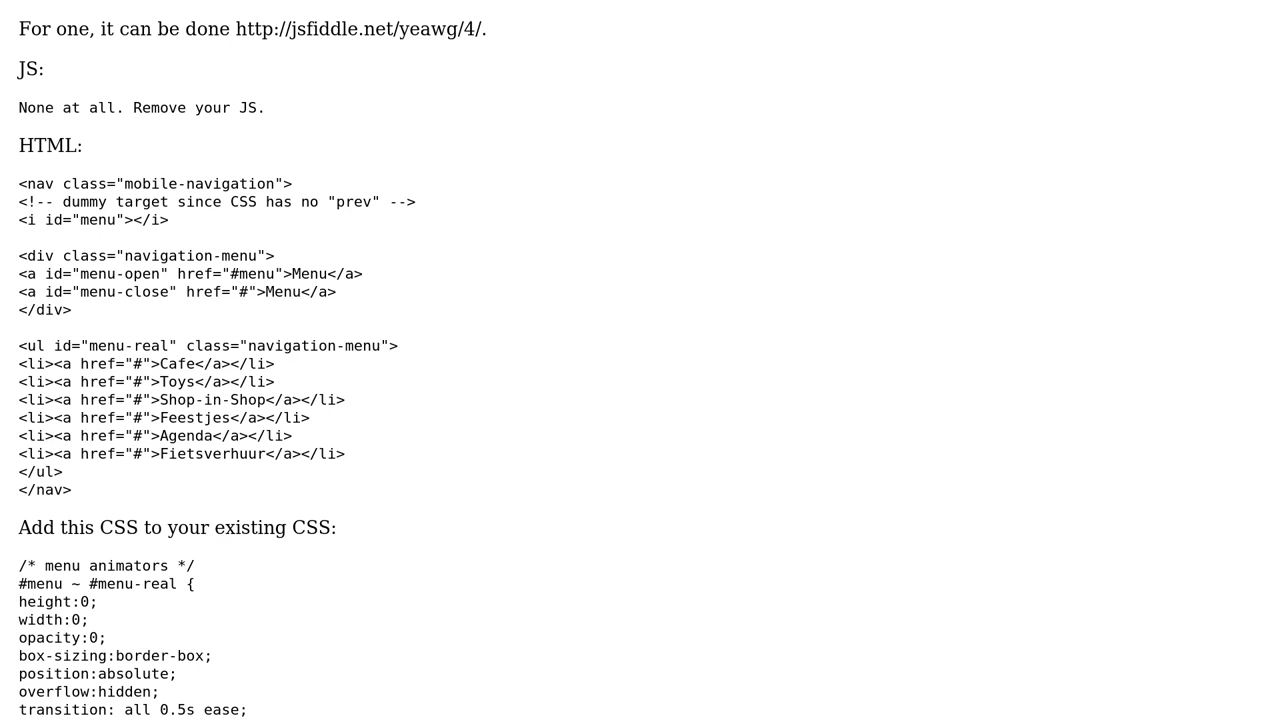 For one, it can be done http://jsfiddle.net/yeawg/4/.
JS:
None at all. Remove your JS.
HTML:
<nav class="mobile-navigation">
<!-- dummy target since CSS has no "prev" -->
<i id="menu"></i>
<div class="navigation-menu">
<a id="menu-open" href="#menu">Menu</a>
<a id="menu-close" href="#">Menu</a>
</div>
<ul id="menu-real" class="navigation-menu">
<li><a href="#">Cafe</a></li>
<li><a href="#">Toys</a></li>
<li><a href="#">Shop-in-Shop</a></li>
<li><a href="#">Feestjes</a></li>
<li><a href="#">Agenda</a></li>
<li><a href="#">Fietsverhuur</a></li>
</ul>
</nav>
Add this CSS to your existing CSS:
/* menu animators */
#menu ~ #menu-real {
height:0;
width:0;
opacity:0;
box-sizing:border-box;
position:absolute;
overflow:hidden;
transition: all 0.5s ease;